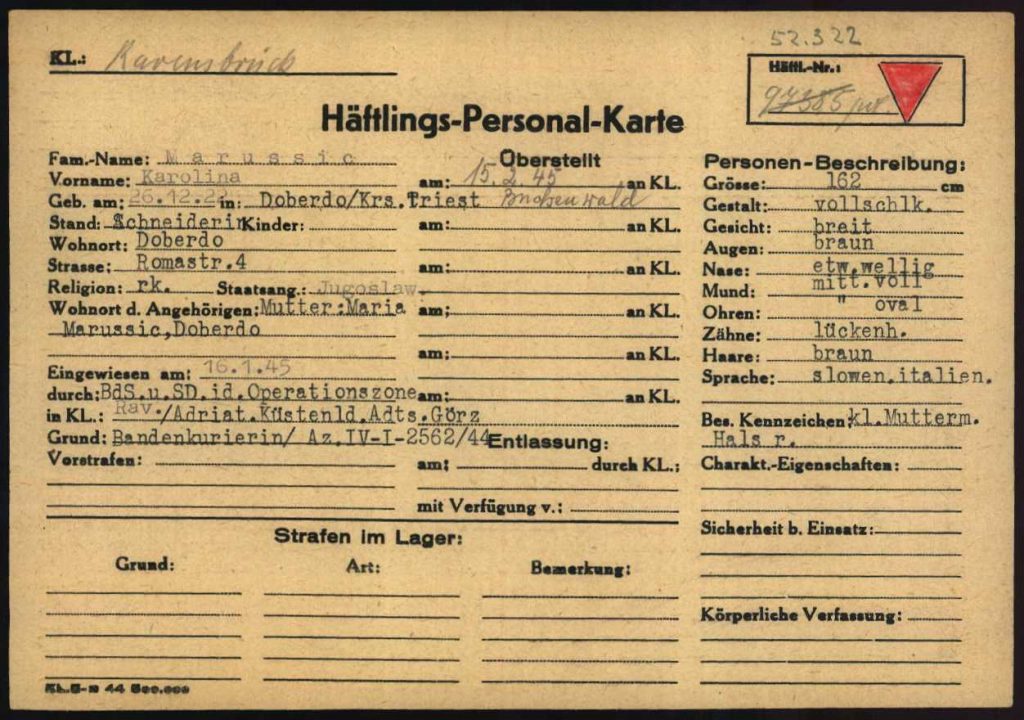 52.322
KL.: Ravensbrück
Häftl.-Nr.:
97385/pol.
Häftlings-Personal-Karte
Fam.-Name: Marussic
Vorname: Karolina
Geb. am: 26.12.22 in: Doberdo/Krs.Triest
Stand: Schneiderin Kinder:
Wohnort: Doberdo
Strasse: Romastr.4
Religion: rk. Staatsang.: Jugoslaw.
Wohnort d. Angehörigen: Mutter:Maria
Marussic,Doberdo
Eingewiesen am: 16.1.45
durch: BdS.u.SD.id.Operationszone
in KL.: Rav./Adriat.Küstenld.Adts.Görz
Grund: Bandenkurierin/ Az.IV-I-2562/44
Vorstrafen:
Überstellt
am: 15.2.45 an KL.
Buchenwald
am: an KL.
am: an KL.
am: an KL.
am: an KL.
am: an KL.
Entlassung:
am: durch KL.:
mit Verfügung v.:
Personen-Beschreibung:
Grösse: 162 cm
Gestalt: vollschlk.
Gesicht: breit
Augen: braun
Nase: etw.wellig
Mund: mitt.voll
Ohren: " oval
Zähne: lückenh.
Haare: braun
Sprache: slowen.italien.
Bes. Kennzeichen: kl.Mutterm.
Hals r.
Charakt.-Eigenschaften:
Sicherheit b. Einsatz:
Körperliche Verfassung:
Strafen im Lager:
Grund: Art: Bemerkung: